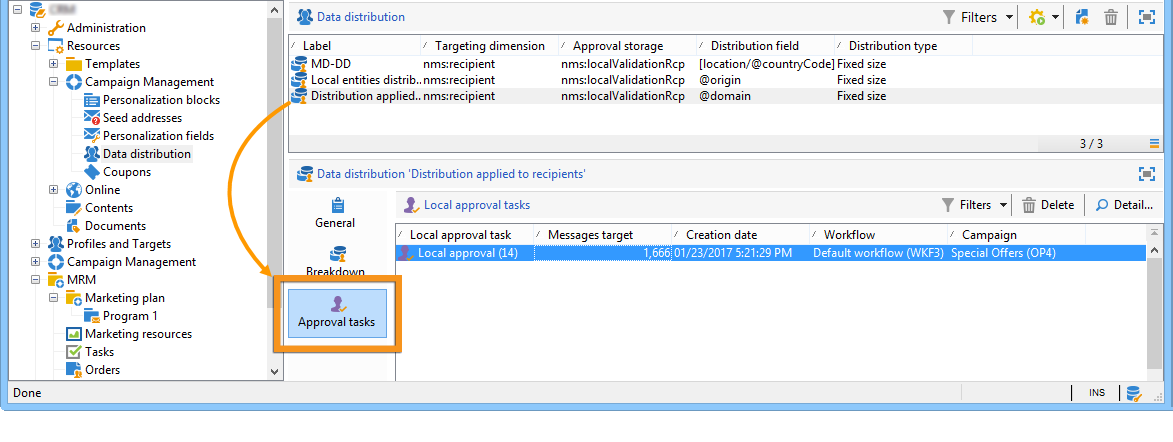 Administration
Resources
Templates
Campaign Management
Personalization blocks
Seed addresses
Personalization fields
Data distribution
Coupons
Online
Contents
Documents
Profiles and Targets
Campaign Management
MRM
Marketing plan
Program 1
Marketing resources
Tasks
Orders
Data distribution
Filters
Label Targeting dimension Approval storage Distribution field Distribution type
MD-DD nms:recipient nms:localValidationRcp [location/@countryCode] Fixed size
Local entities distrib... nms:recipient nms:localValidationRcp @origin Fixed size
Distribution applied... nms:recipient nms:localValidationRcp @domain Fixed size
3 / 3
Data distribution 'Distribution applied to recipients'
General
Breakdown
Approval tasks
Local approval tasks Filters Delete Detail...
Local approval task Messages target Creation date Workflow Campaign
Local approval (14) 1,666 01/23/2017 5:21:29 PM Default workflow (WKF3) Special Offers (OP4)
Done INS